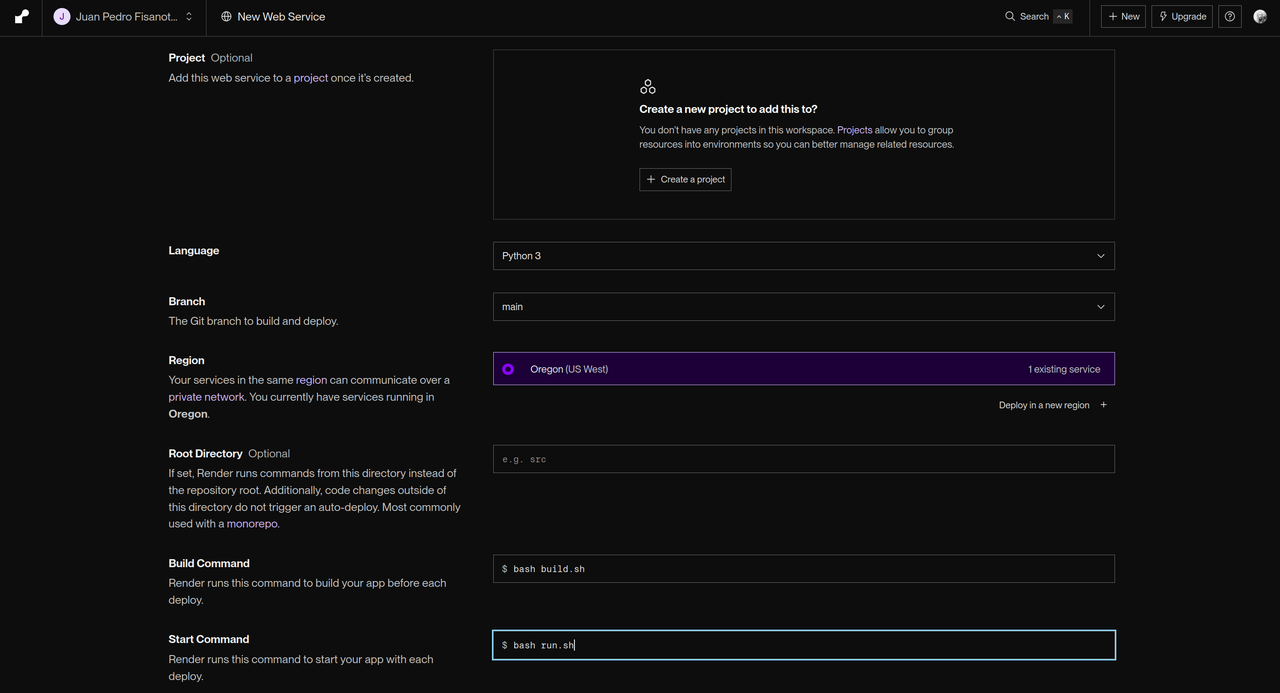 J Juan Pedro Fisanot... New Web Service Search ^ K + New Upgrade
Project Optional
Add this web service to a project once it's created.
Create a new project to add this to?
You don't have any projects in this workspace. Projects allow you to group
resources into environments so you can better manage related resources.
+ Create a project
Language
Python 3
Branch
The Git branch to build and deploy.
main
Region
Your services in the same region can communicate over a
private network. You currently have services running in
Oregon.
Oregon (US West) 1 existing service
Deploy in a new region +
Root Directory Optional
If set, Render runs commands from this directory instead of
the repository root. Additionally, code changes outside of
this directory do not trigger an auto-deploy. Most commonly
used with a monorepo.
e.g. src
Build Command
Render runs this command to build your app before each
deploy.
$ bash build.sh
Start Command
Render runs this command to start your app with each
deploy.
$ bash run.sh